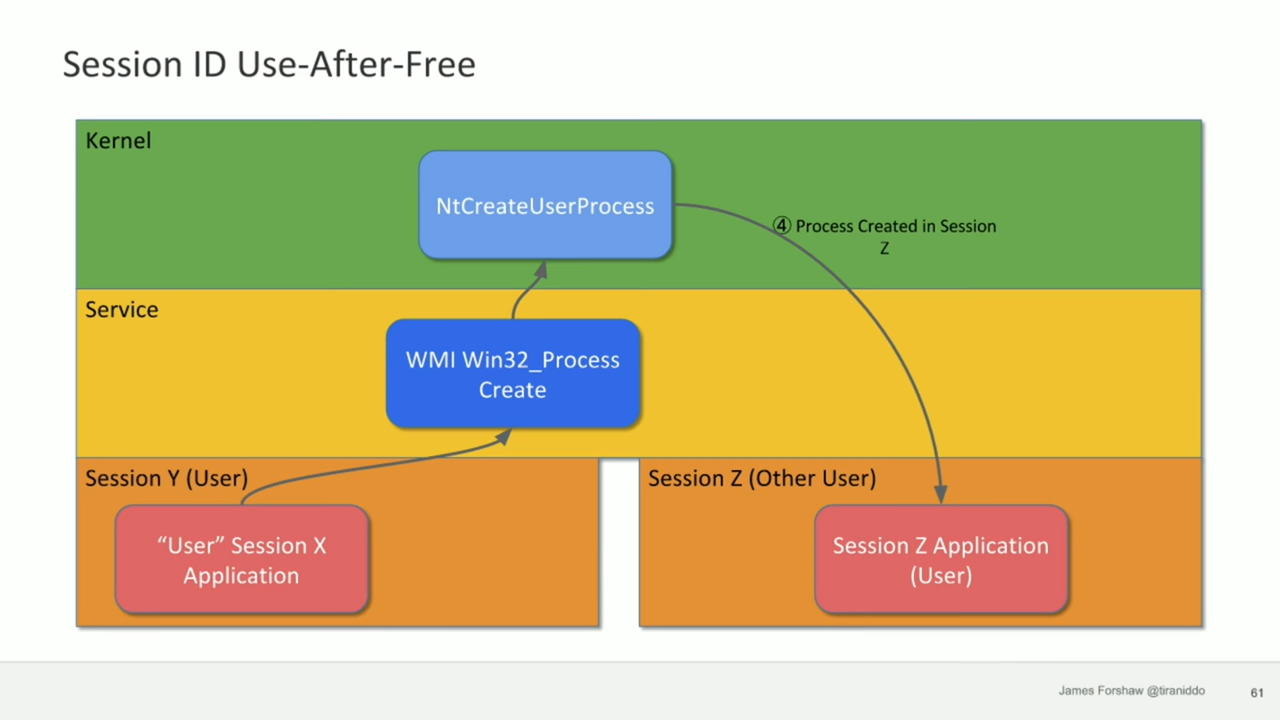 Session ID Use-After-Free
Kernel
NtCreateUserProcess
④ Process Created in Session
Z
Service
WMI Win32_Process
Create
Session Y (User)
“User” Session X
Application
Session Z (Other User)
Session Z Application
(User)
James Forshaw @tiraniddo
61